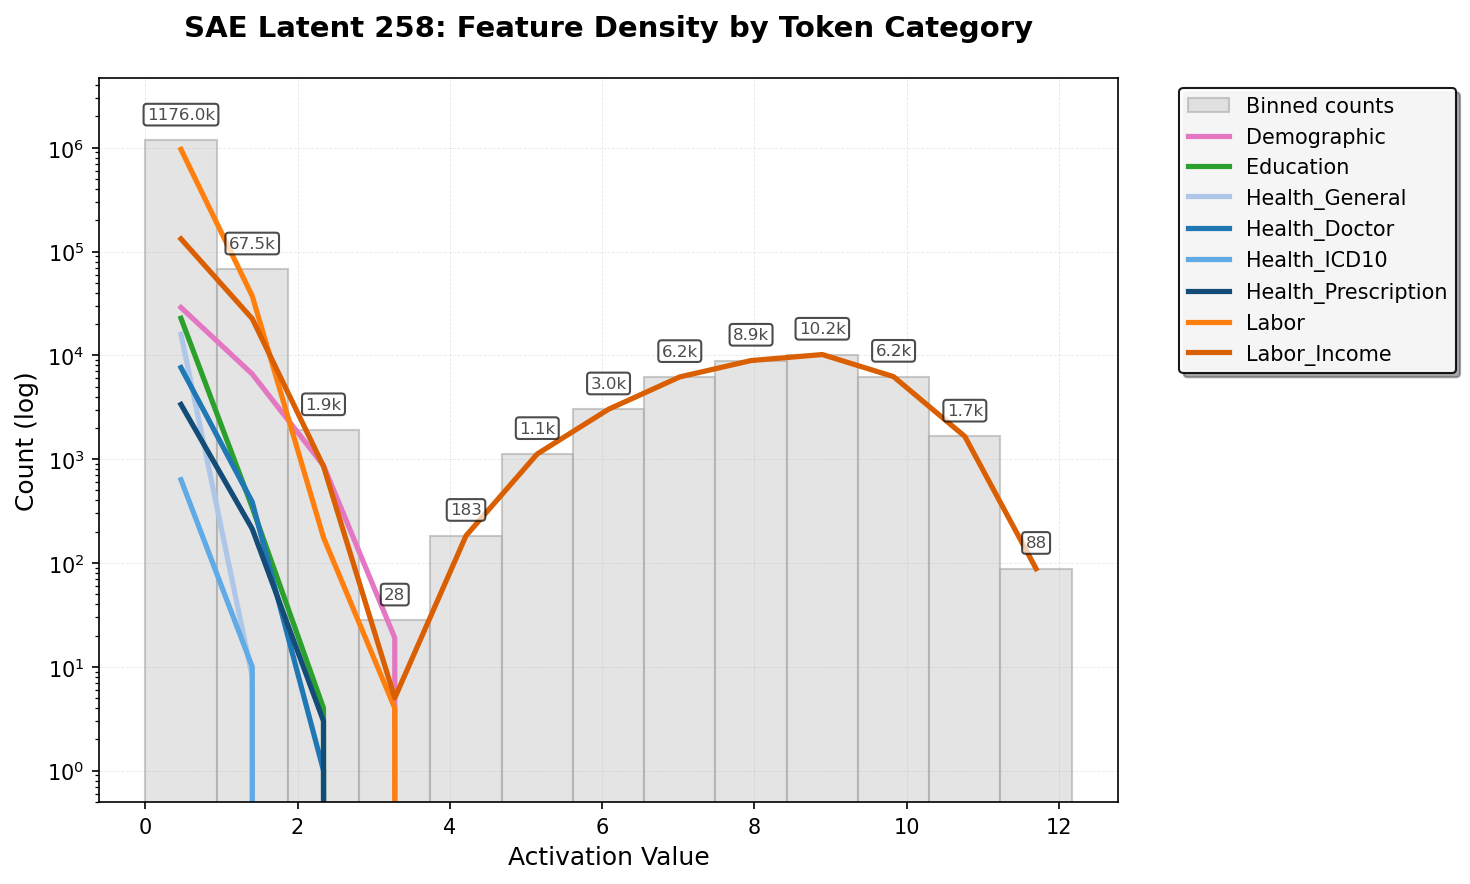 SAE Latent 258: Feature Density by Token Category
Count (log)
10⁶
10⁵
10⁴
10³
10²
10¹
10⁰
1176.0k
67.5k
1.9k
28
183
1.1k
3.0k
6.2k
8.9k
10.2k
6.2k
1.7k
88
0
2
4
6
8
10
12
Activation Value
Binned counts
Demographic
Education
Health_General
Health_Doctor
Health_ICD10
Health_Prescription
Labor
Labor_Income